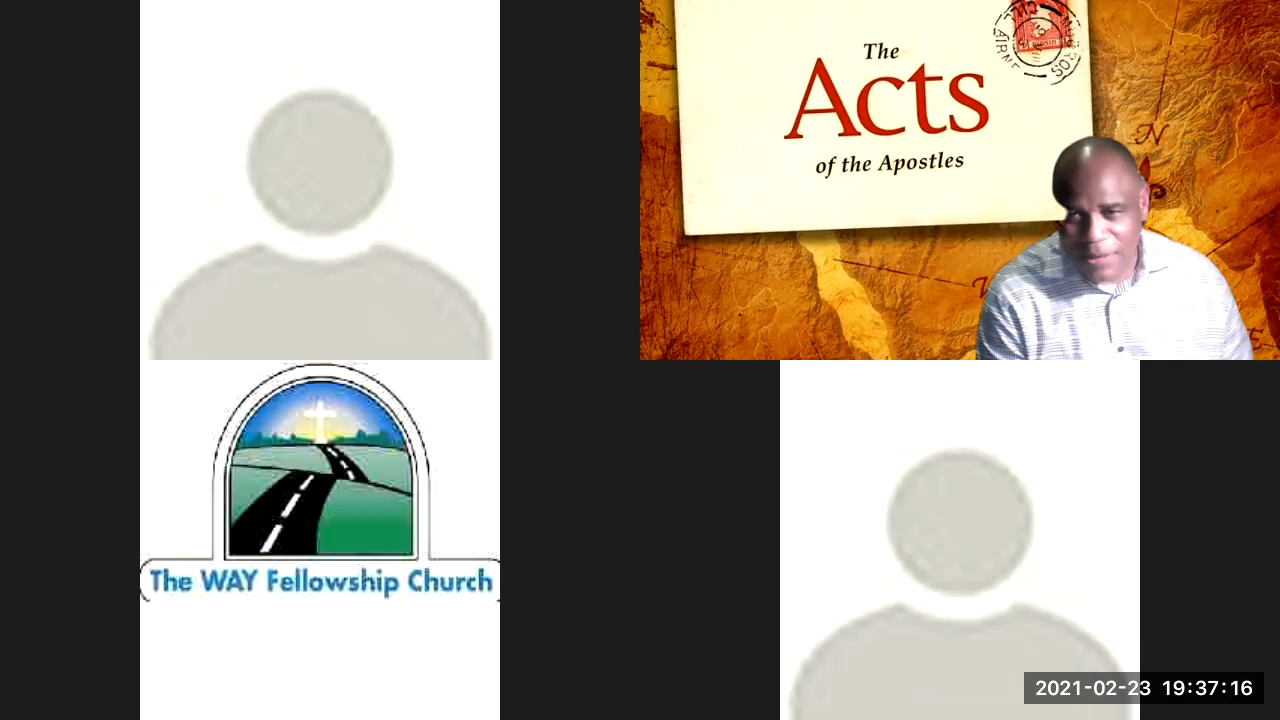 The
Acts
of the Apostles
N
The WAY Fellowship Church
2021-02-23 19:37:16